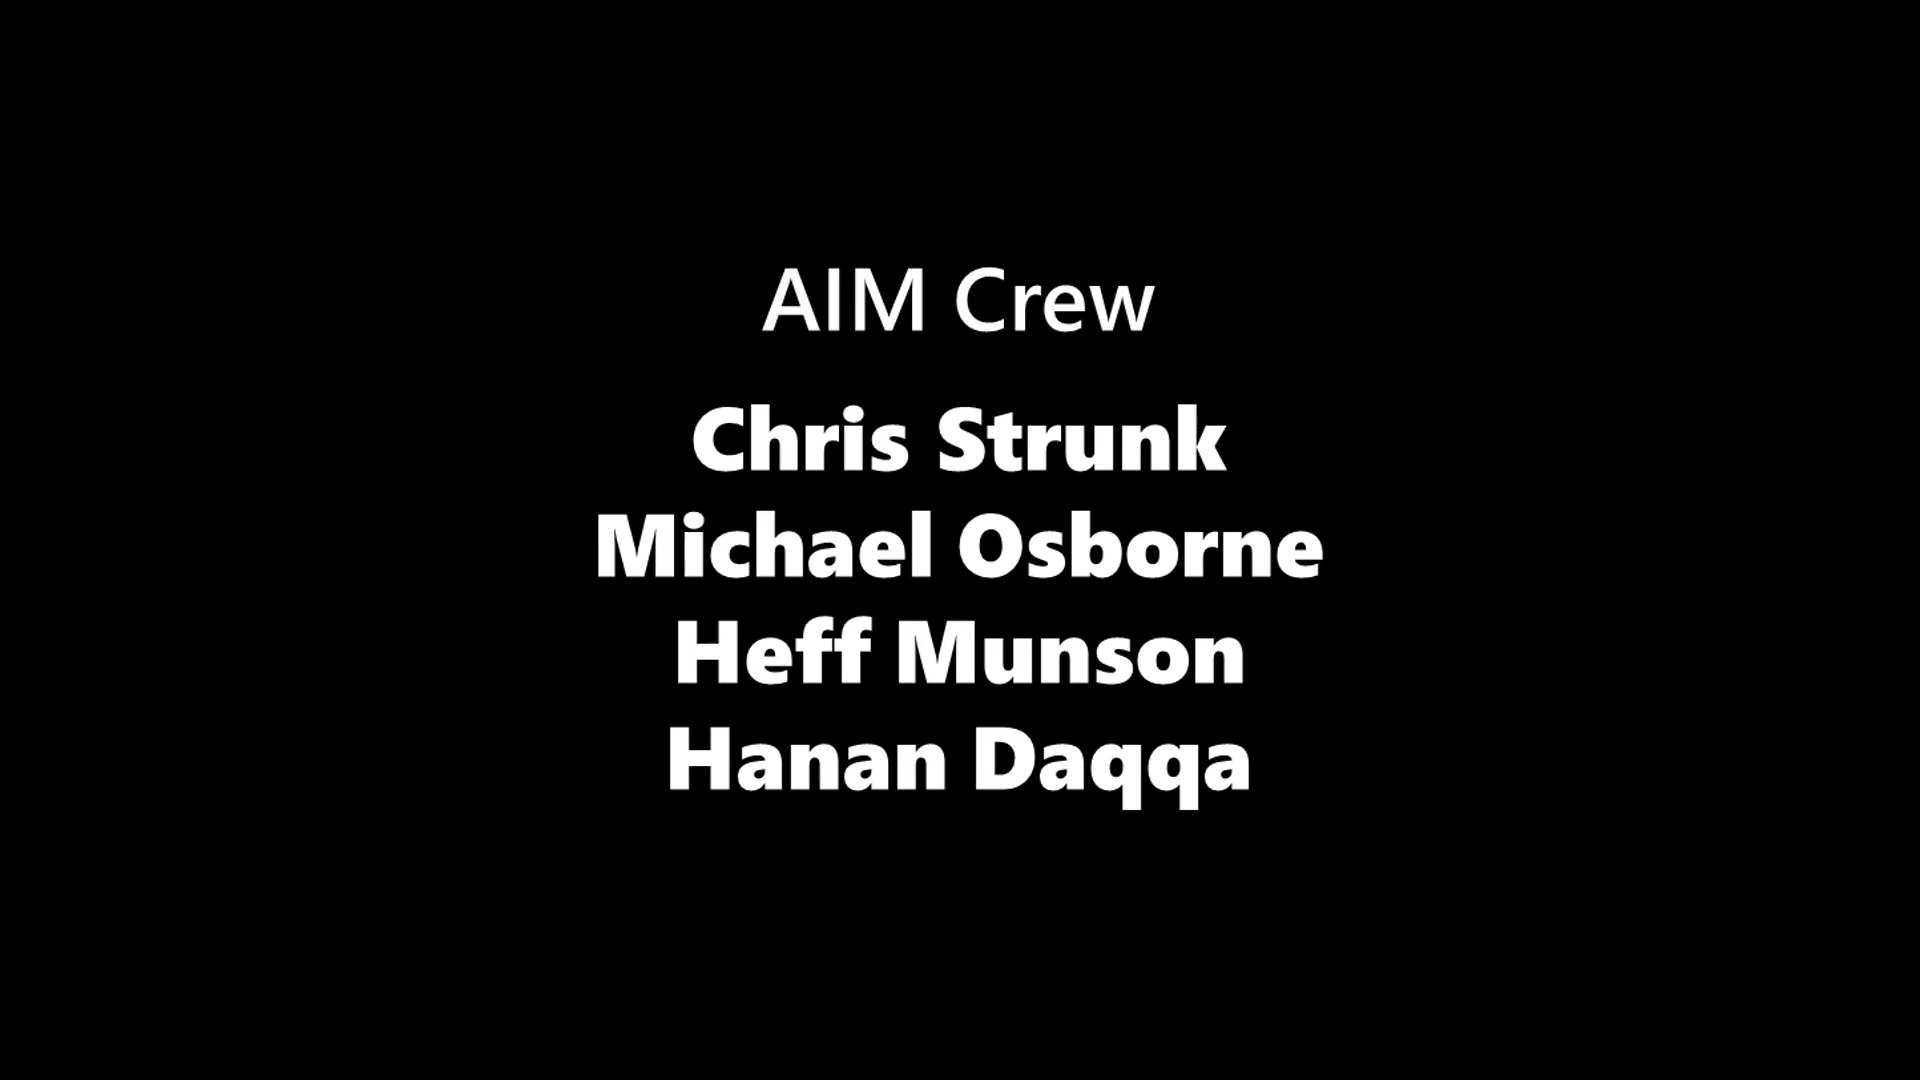 AIM Crew
Chris Strunk
Michael Osborne
Heff Munson
Hanan Daqqa